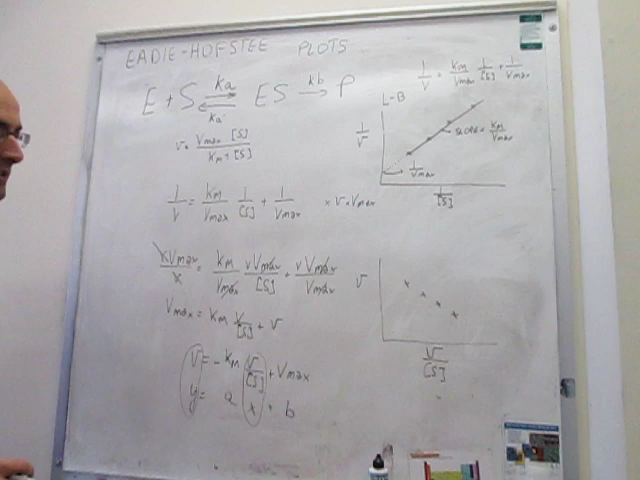 EADIE-HOFSTEE PLOTS
E + S ⇌ ES → P
ka kb
ka'
v = Vmax [S] / KM + [S]
1/V = KM/Vmax 1/[S] + 1/Vmax × v·Vmax
xVmax/x = KM/Vmax vVmax/[S] + vVmax/Vmax
Vmax = KM v/[S] + v
v = -KM v/[S] + Vmax
y = a x + b
1/V = KM/Vmax 1/[S] + 1/Vmax
L-B
1/v
SLOPE = KM/Vmax
1/Vmax
1/[S]
v
v/[S]